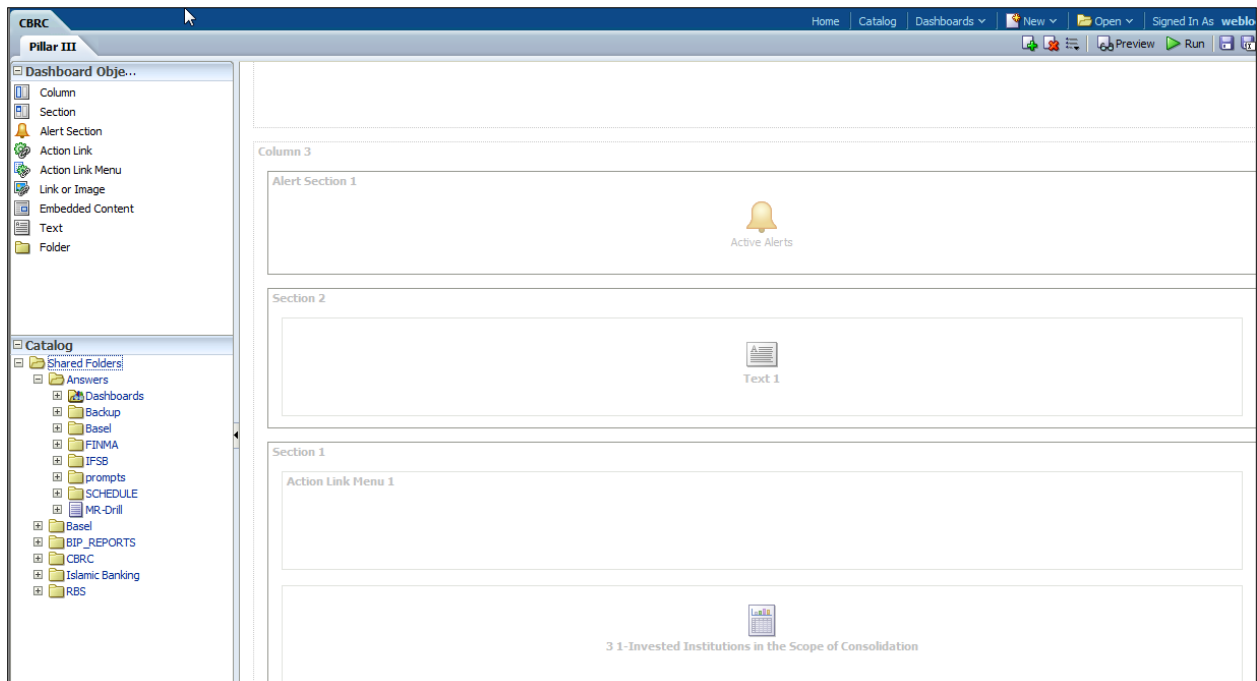 CBRC
Home Catalog Dashboards New Open Signed In As weblo
Pillar III
Preview Run
Dashboard Obje...
Column
Section
Alert Section
Action Link
Action Link Menu
Link or Image
Embedded Content
Text
Folder
Catalog
Shared Folders
Answers
Dashboards
Backup
Basel
FINMA
IFSB
prompts
SCHEDULE
MR-Drill
Basel
BIP_REPORTS
CBRC
Islamic Banking
RBS
Column 3
Alert Section 1
Active Alerts
Section 2
Text 1
Section 1
Action Link Menu 1
3 1-Invested Institutions in the Scope of Consolidation